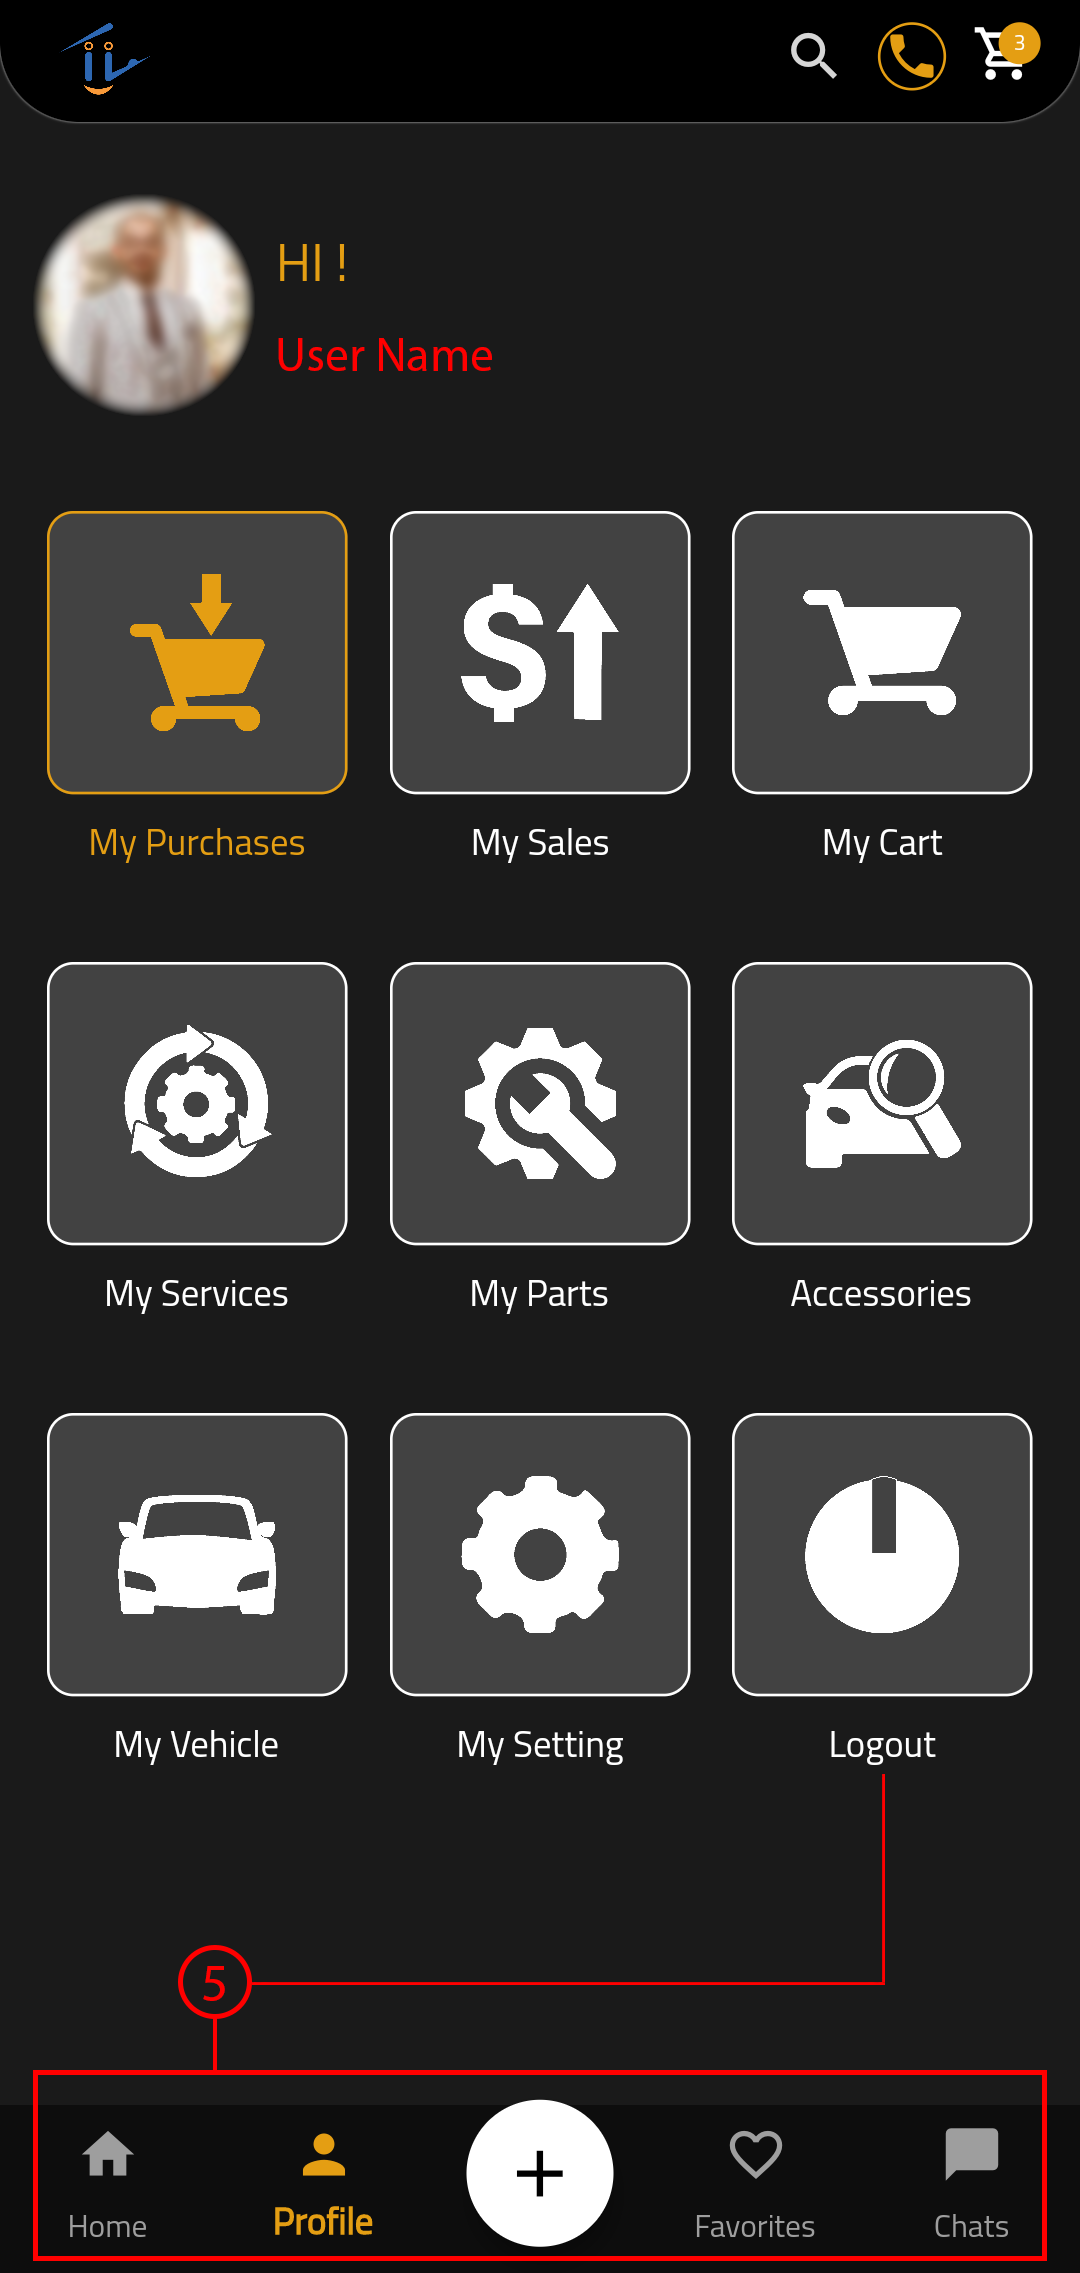 3
HI !
User Name
My Purchases
My Sales
My Cart
My Services
My Parts
Accessories
My Vehicle
My Setting
Logout
5
Home
Profile
Favorites
Chats